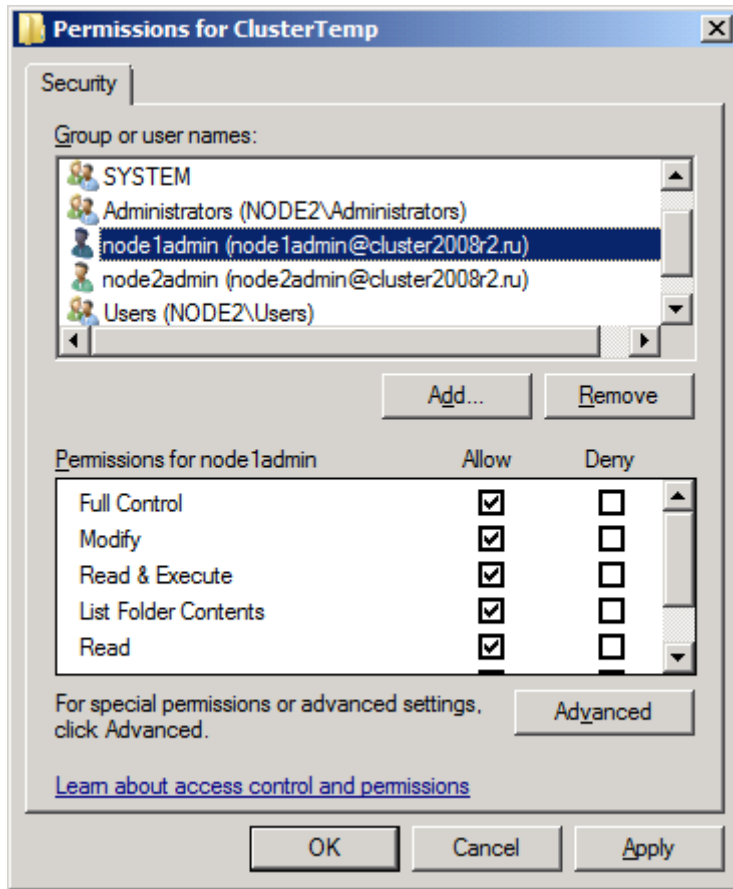 Permissions for ClusterTemp
Security
Group or user names:
SYSTEM
Administrators (NODE2\Administrators)
node1admin (node1admin@cluster2008r2.ru)
node2admin (node2admin@cluster2008r2.ru)
Users (NODE2\Users)
Add... Remove
Permissions for node1admin Allow Deny
Full Control
Modify
Read & Execute
List Folder Contents
Read
For special permissions or advanced settings,
click Advanced.
Advanced
Learn about access control and permissions
OK Cancel Apply